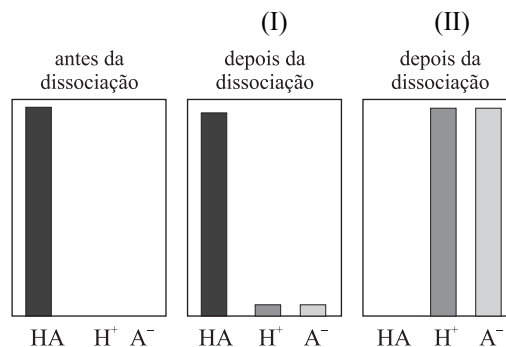 (I)
(II)
antes da
dissociação
depois da
dissociação
depois da
dissociação
HA H⁺ A⁻
HA H⁺ A⁻
HA H⁺ A⁻